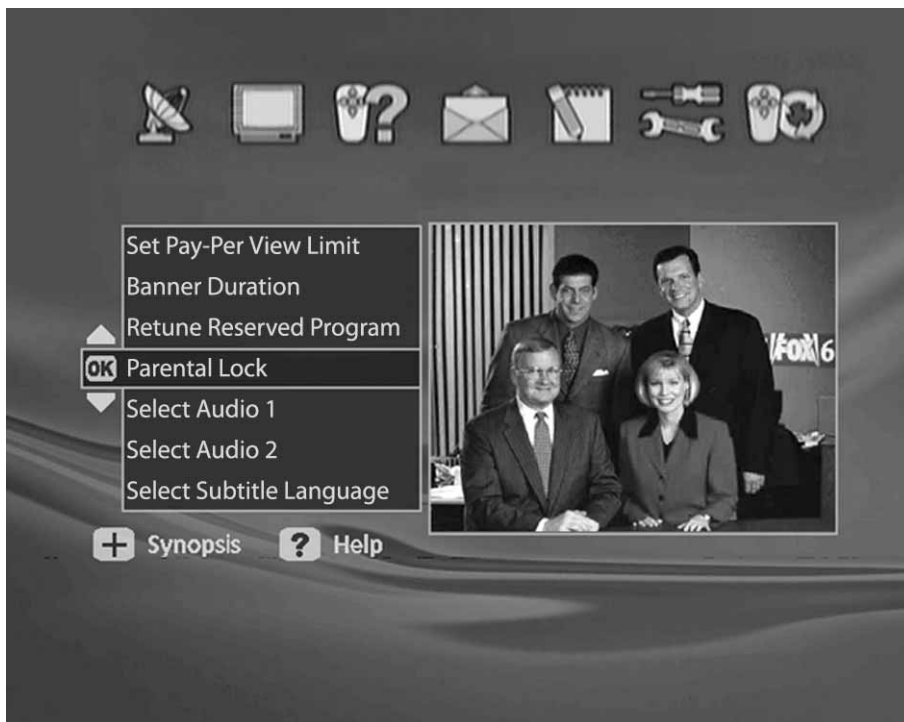 Set Pay-Per View Limit
Banner Duration
Retune Reserved Program
OK Parental Lock
Select Audio 1
Select Audio 2
Select Subtitle Language
FOX 6
+ Synopsis ? Help